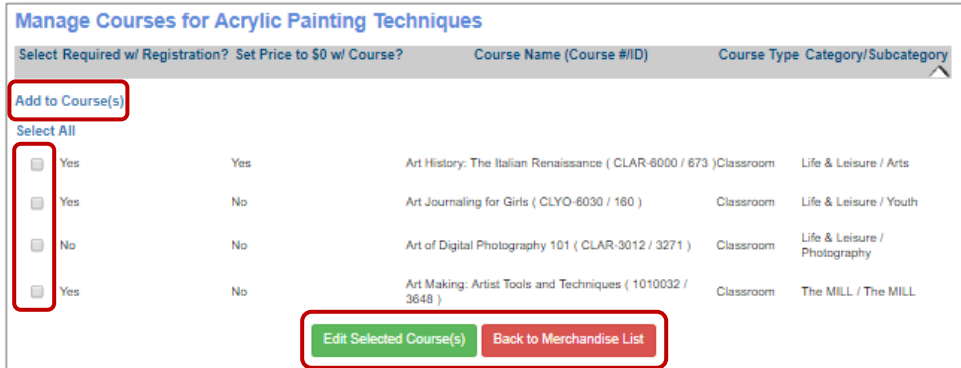 Manage Courses for Acrylic Painting Techniques
Select Required w/ Registration? Set Price to $0 w/ Course? Course Name (Course #/ID) Course Type Category/Subcategory
Add to Course(s)
Select All
Yes Yes Art History: The Italian Renaissance ( CLAR-6000 / 673 )Classroom Life & Leisure / Arts
Yes No Art Journaling for Girls ( CLYO-6030 / 160 ) Classroom Life & Leisure / Youth
No No Art of Digital Photography 101 ( CLAR-3012 / 3271 ) Classroom Life & Leisure /
Photography
Yes No Art Making: Artist Tools and Techniques ( 1010032 /
3648 ) Classroom The MILL / The MILL
Edit Selected Course(s) Back to Merchandise List